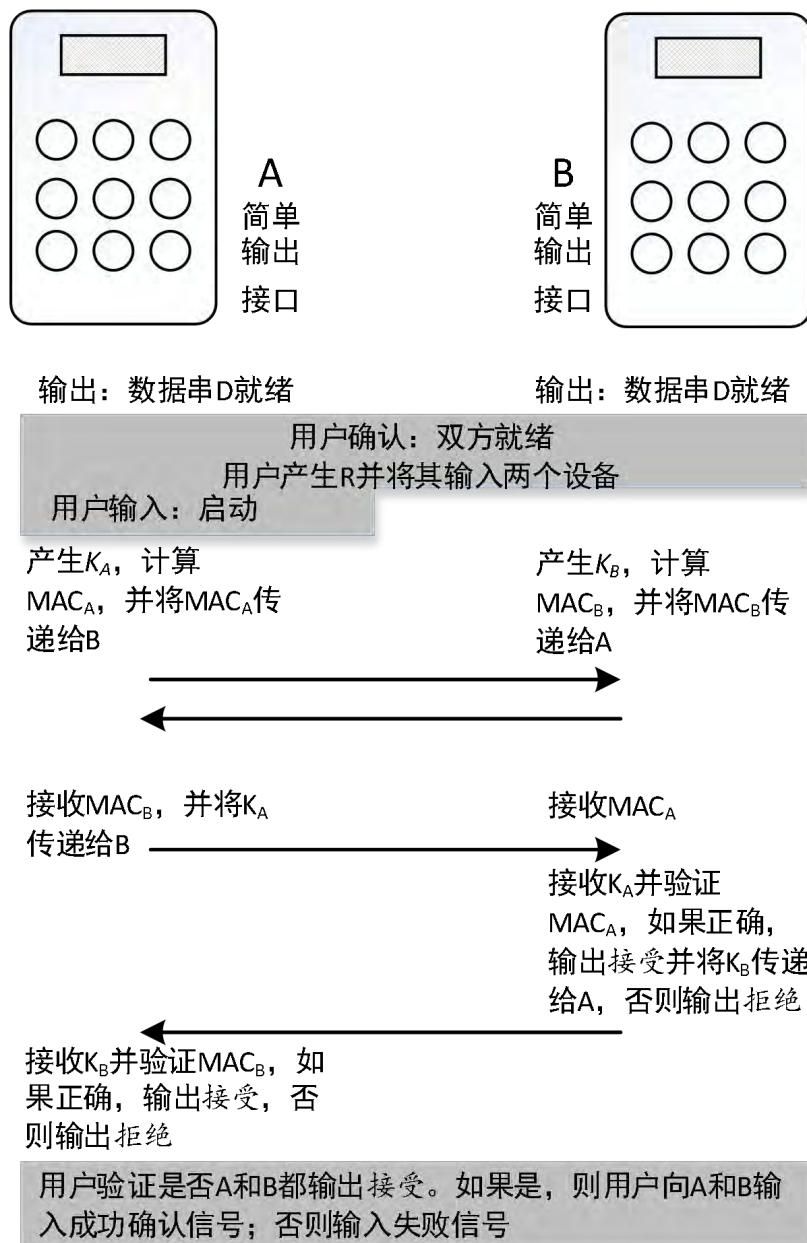 A
简单
输出
接口
B
简单
输出
接口
输出：数据串D就绪
输出：数据串D就绪
用户确认：双方就绪
用户产生R并将其输入两个设备
用户输入：启动
产生K_A，计算
MAC_A，并将MAC_A传
递给B
产生K_B，计算
MAC_B，并将MAC_B传
递给A
接收MAC_B，并将K_A
传递给B
接收MAC_A
接收K_A并验证
MAC_A，如果正确，
输出接受并将K_B传递
给A，否则输出拒绝
接收K_B并验证MAC_B，如
果正确，输出接受，否
则输出拒绝
用户验证是否A和B都输出接受。如果是，则用户向A和B输
入成功确认信号；否则输入失败信号